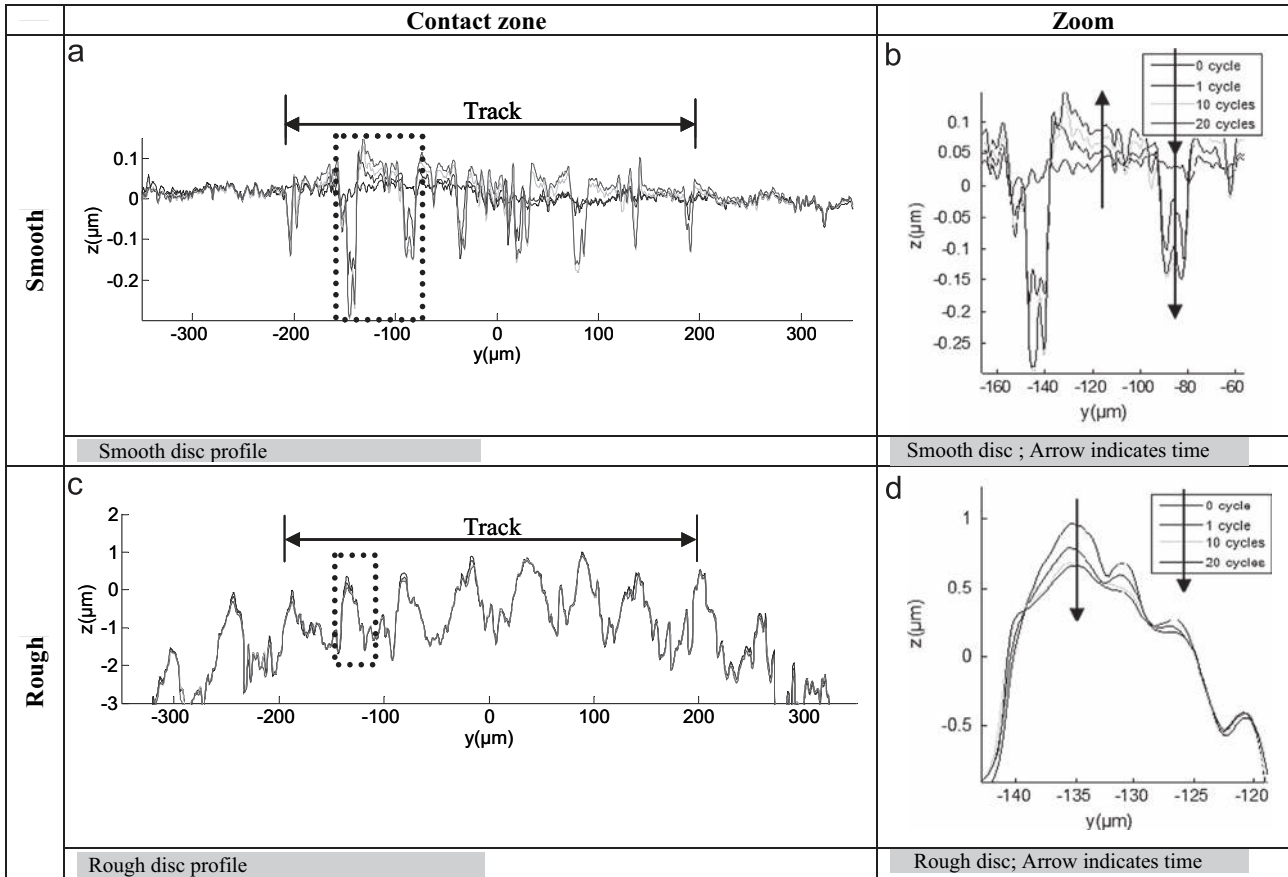 Contact zone
Zoom
Smooth
a
Track
z(µm)
0.1
0
-0.1
-0.2
-300
-200
-100
0
100
200
300
y(µm)
Smooth disc profile
b
0 cycle
1 cycle
10 cycles
20 cycles
z(µm)
0.1
0.05
0
-0.05
-0.1
-0.15
-0.2
-0.25
-160
-140
-120
-100
-80
-60
y(µm)
Smooth disc ; Arrow indicates time
Rough
c
Track
z(µm)
2
1
0
-1
-2
-3
-300
-200
-100
0
100
200
300
y(µm)
Rough disc profile
d
0 cycle
1 cycle
10 cycles
20 cycles
z(µm)
1
0.5
0
-0.5
-140
-135
-130
-125
-120
y(µm)
Rough disc; Arrow indicates time